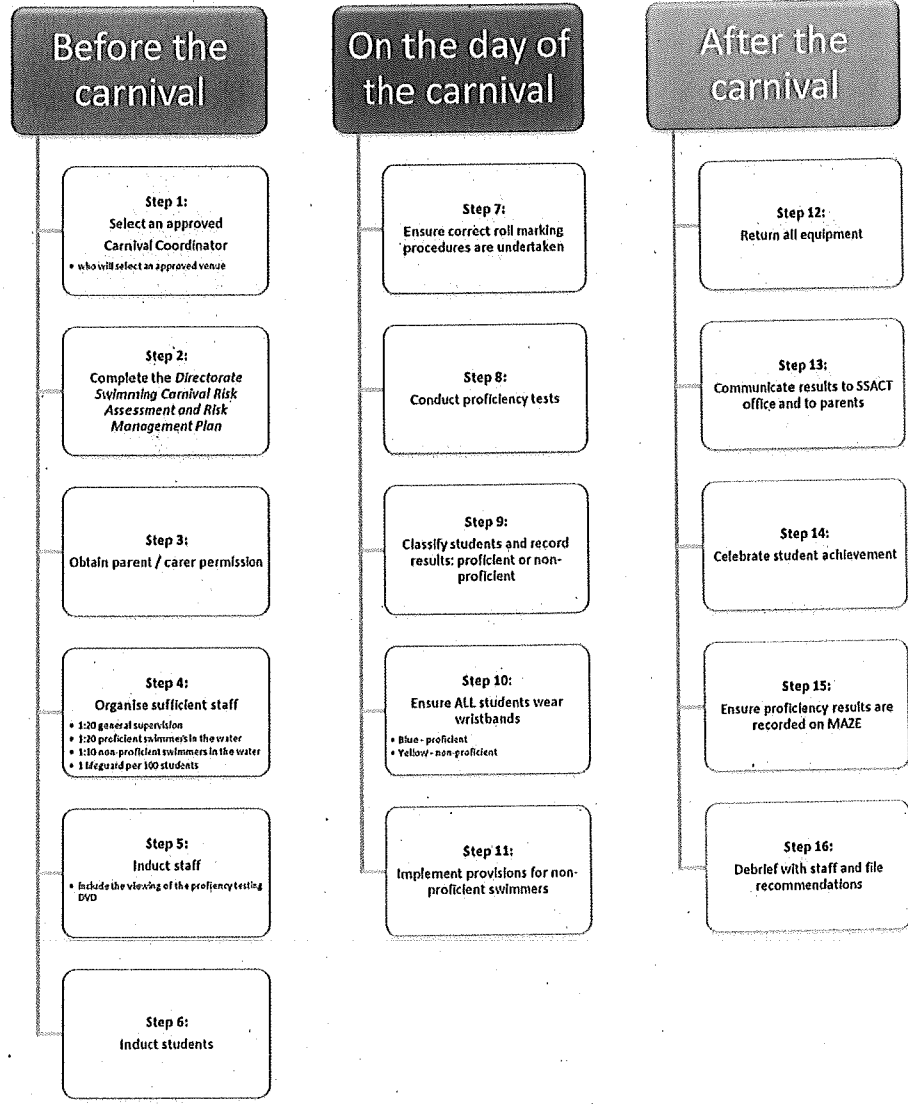 Before the
carnival
Step 1:
Select an approved
Carnival Coordinator
• who will select an approved venue
Step 2:
Complete the Directorate
Swimming Carnival Risk
Assessment and Risk
Management Plan
Step 3:
Obtain parent / carer permission
Step 4:
Organise sufficient staff
• 1:20 general supervision
• 1:20 proficient swimmers in the water
• 1:10 non-proficient swimmers in the water
• 1 lifeguard per 100 students
Step 5:
Induct staff
• Include the viewing of the profiency testing
DVD
Step 6:
Induct students
On the day of
the carnival
Step 7:
Ensure correct roll marking
procedures are undertaken
Step 8:
Conduct proficiency tests
Step 9:
Classify students and record
results: proficient or non-
proficient
Step 10:
Ensure ALL students wear
wristbands
• Blue - proficient
• Yellow - non-proficient
Step 11:
Implement provisions for non-
proficient swimmers
After the
carnival
Step 12:
Return all equipment
Step 13:
Communicate results to SSACT
office and to parents
Step 14:
Celebrate student achievement
Step 15:
Ensure proficiency results are
recorded on MAZE
Step 16:
Debrief with staff and file
recommendations